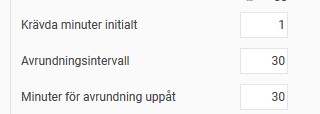 Krävda minuter initialt 1
Avrundningsintervall 30
Minuter för avrundning uppåt 30